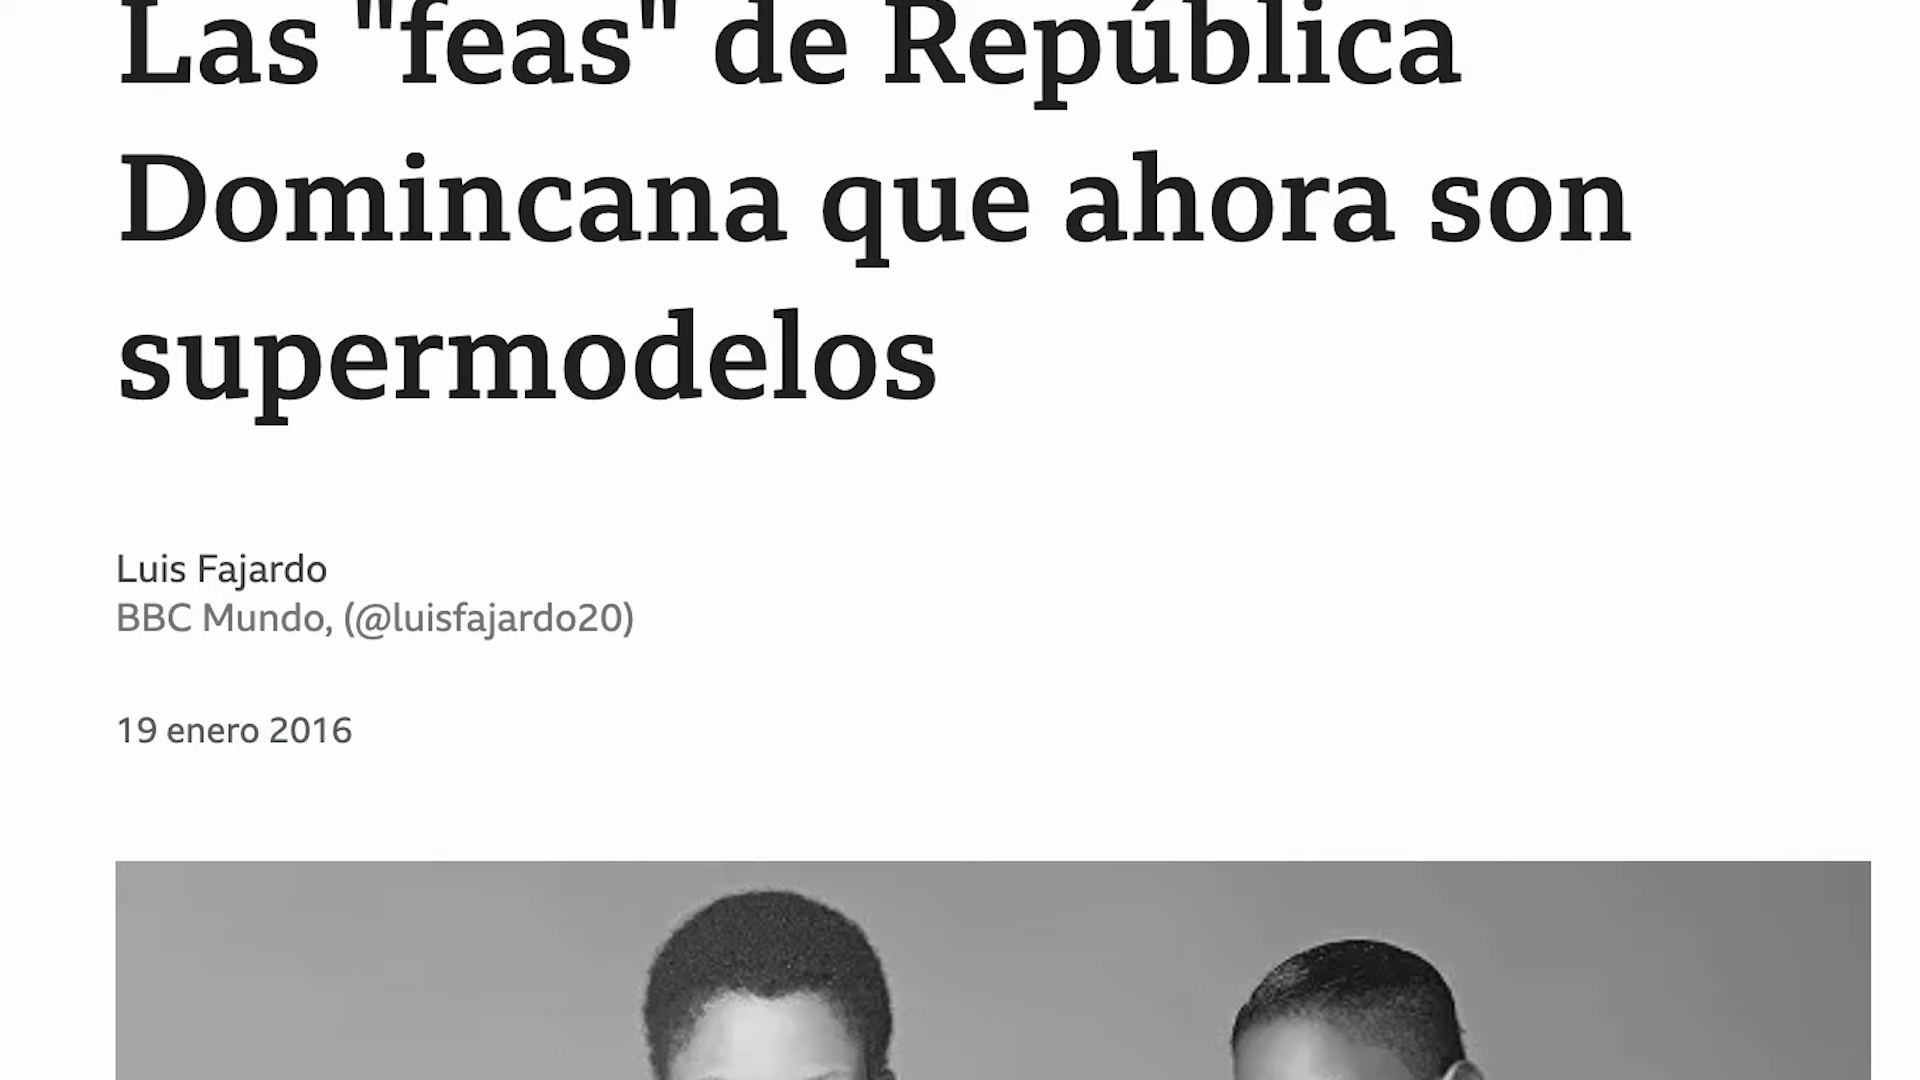 Las "feas" de República
Domincana que ahora son
supermodelos
Luis Fajardo
BBC Mundo, (@luisfajardo20)
19 enero 2016